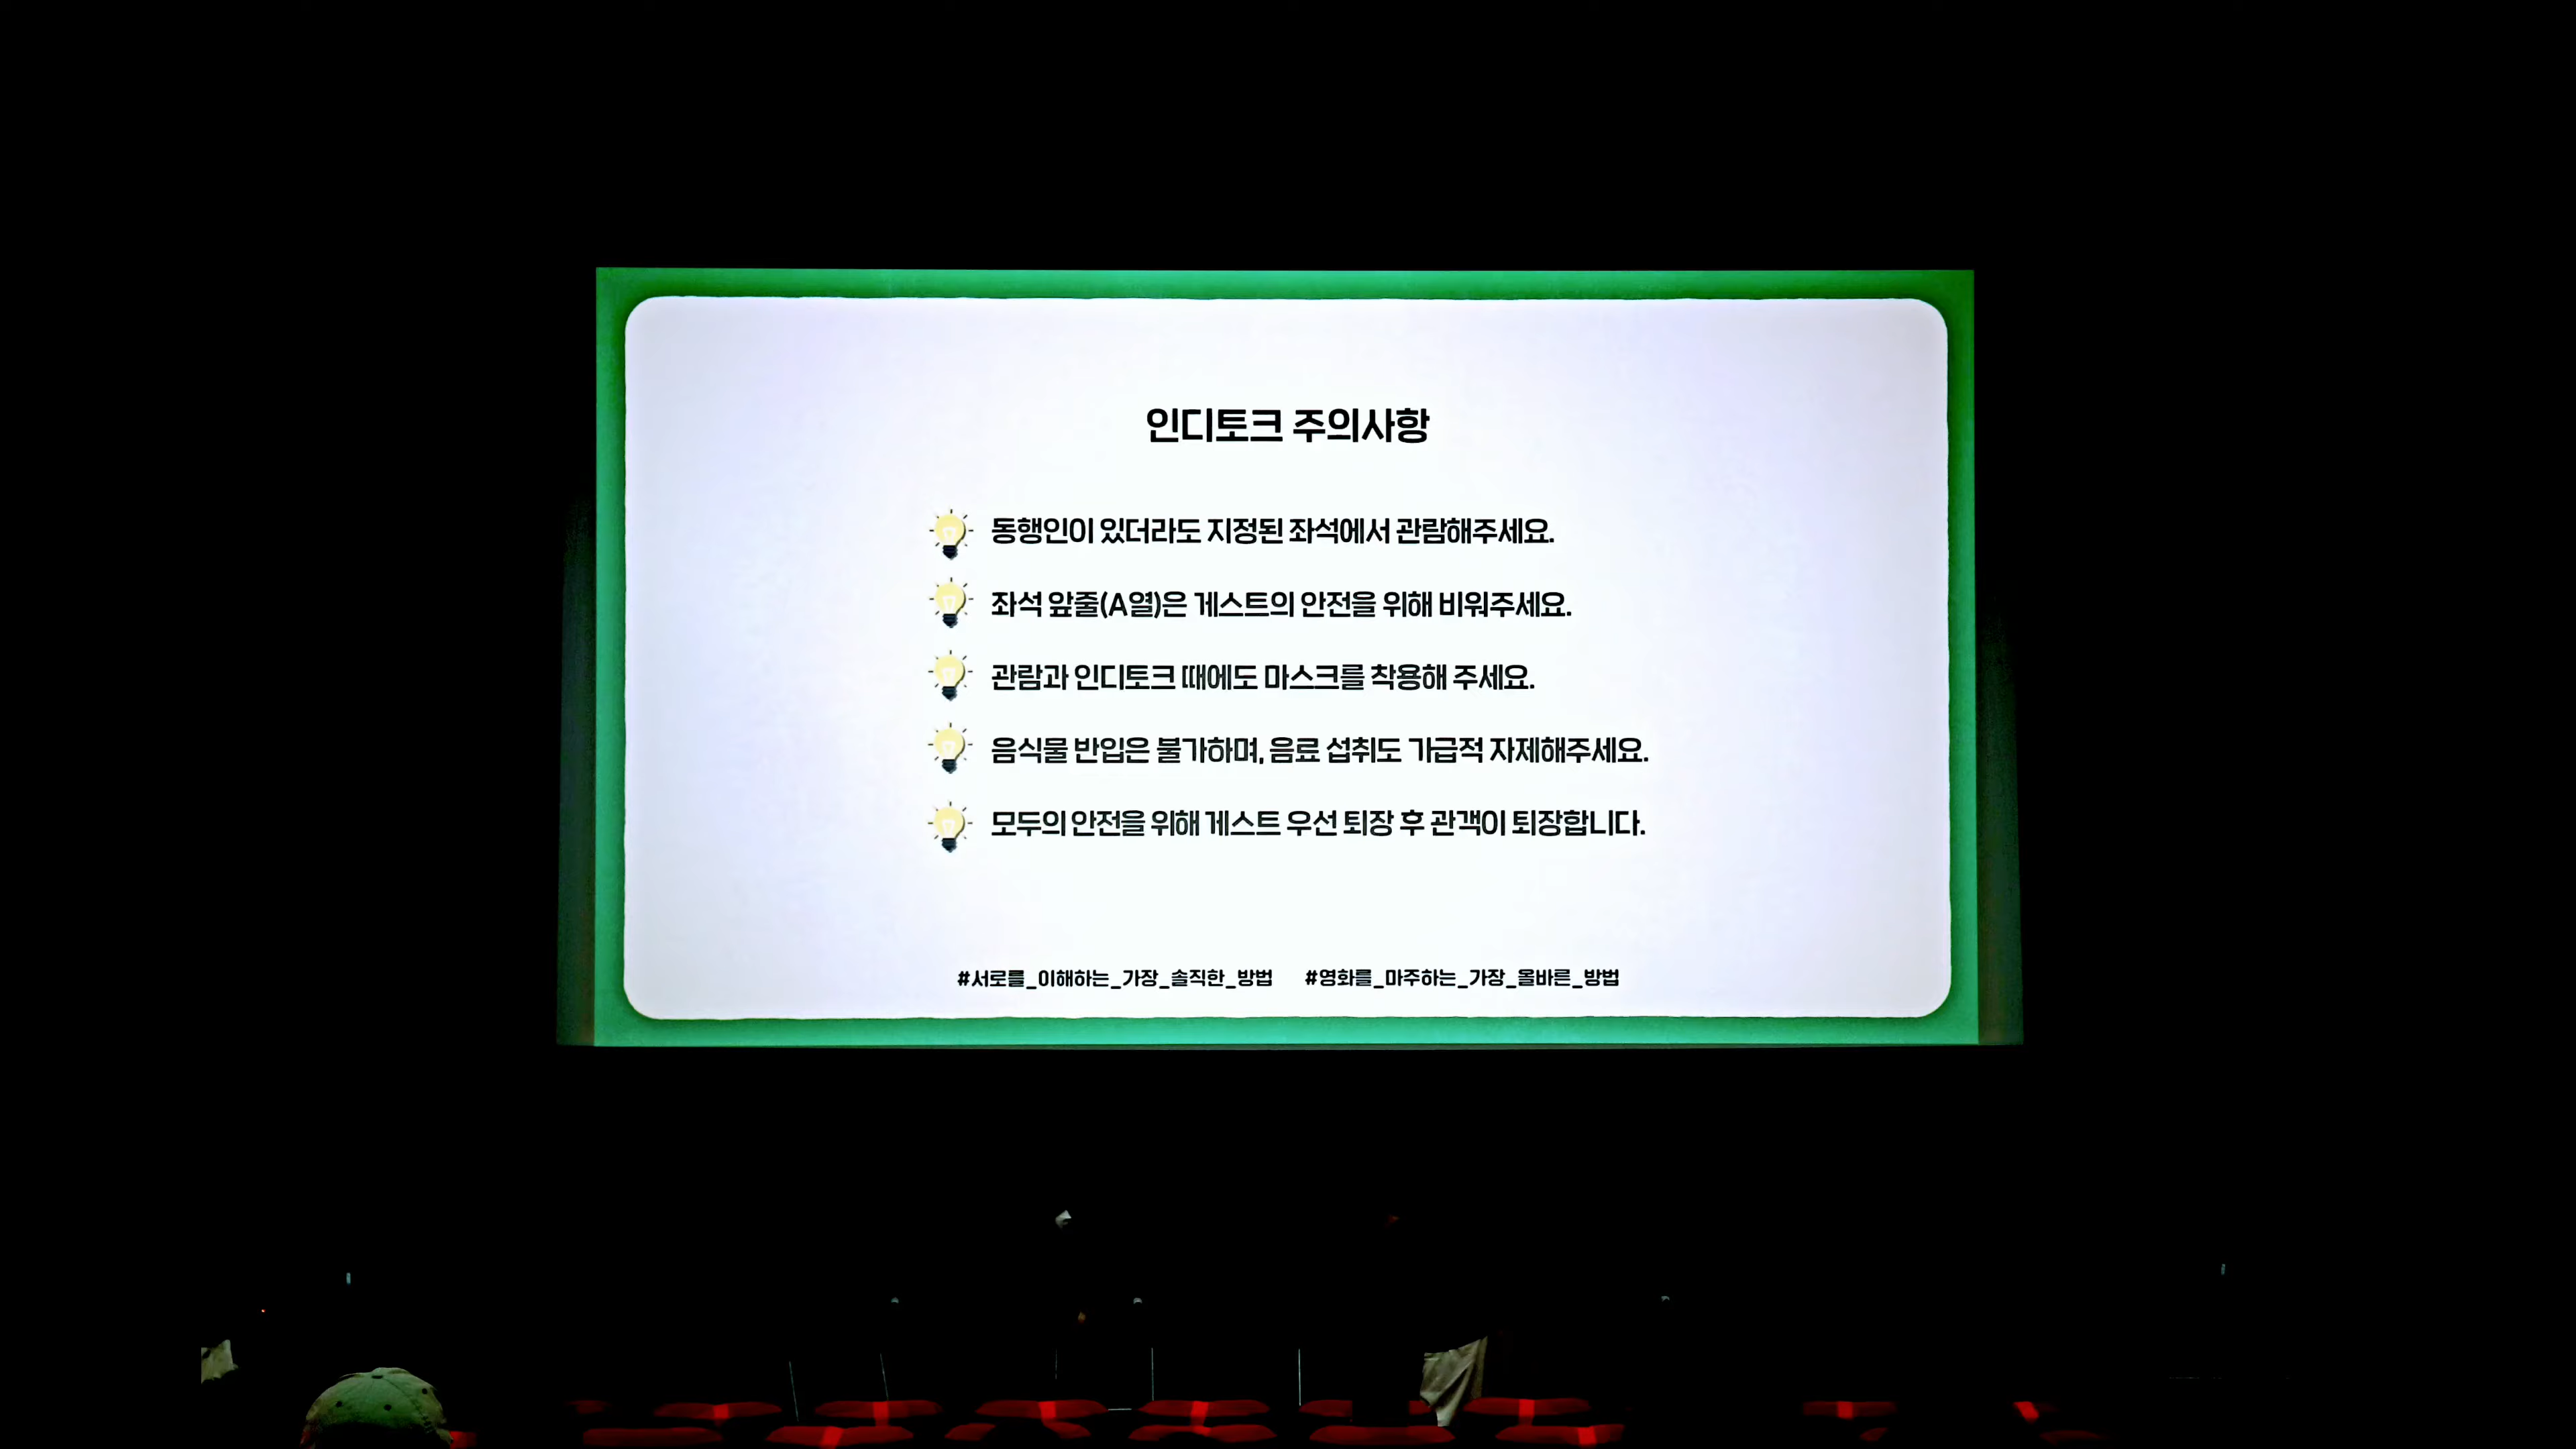 인디토크 주의사항
동행인이 있더라도 지정된 좌석에서 관람해주세요.
좌석 앞줄(A열)은 게스트의 안전을 위해 비워주세요.
관람과 인디토크 때에도 마스크를 착용해 주세요.
음식물 반입은 불가하며, 음료 섭취도 가급적 자제해주세요.
모두의 안전을 위해 게스트 우선 퇴장 후 관객이 퇴장합니다.
#서로를_이해하는_가장_솔직한_방법 #영화를_마주하는_가장_올바른_방법